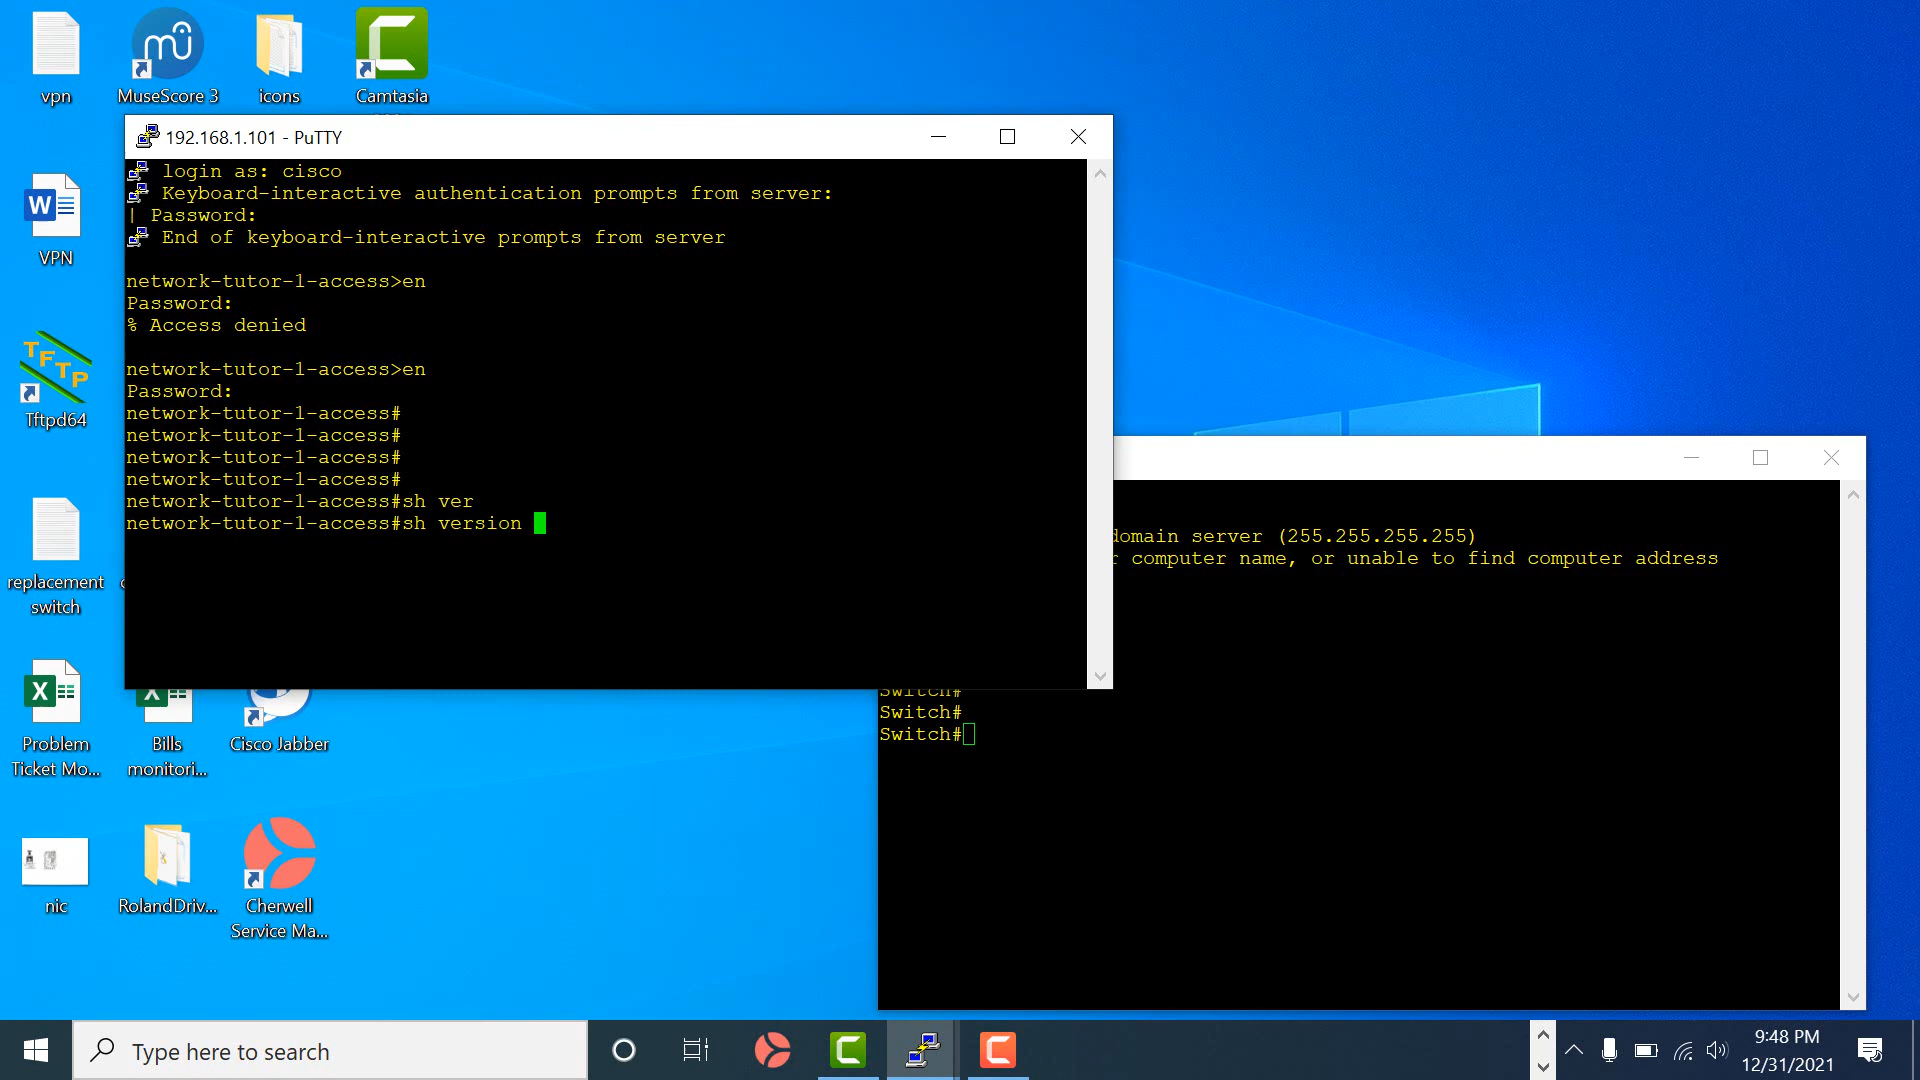 vpn
MuseScore 3
icons
Camtasia
192.168.1.101 - PuTTY
login as: cisco
Keyboard-interactive authentication prompts from server:
| Password:
End of keyboard-interactive prompts from server
network-tutor-1-access>en
Password:
% Access denied
network-tutor-1-access>en
Password:
network-tutor-1-access#
network-tutor-1-access#
network-tutor-1-access#
network-tutor-1-access#
network-tutor-1-access#sh ver
network-tutor-1-access#sh version
domain server (255.255.255.255)
computer name, or unable to find computer address
Switch#
Switch#
Switch#
W
VPN
TFTP
Tftpd64
replacement
switch
X
Problem
Ticket Mo...
X
Bills
monitori...
Cisco Jabber
nic
RolandDriv...
Cherwell
Service Ma...
Type here to search
9:48 PM
12/31/2021